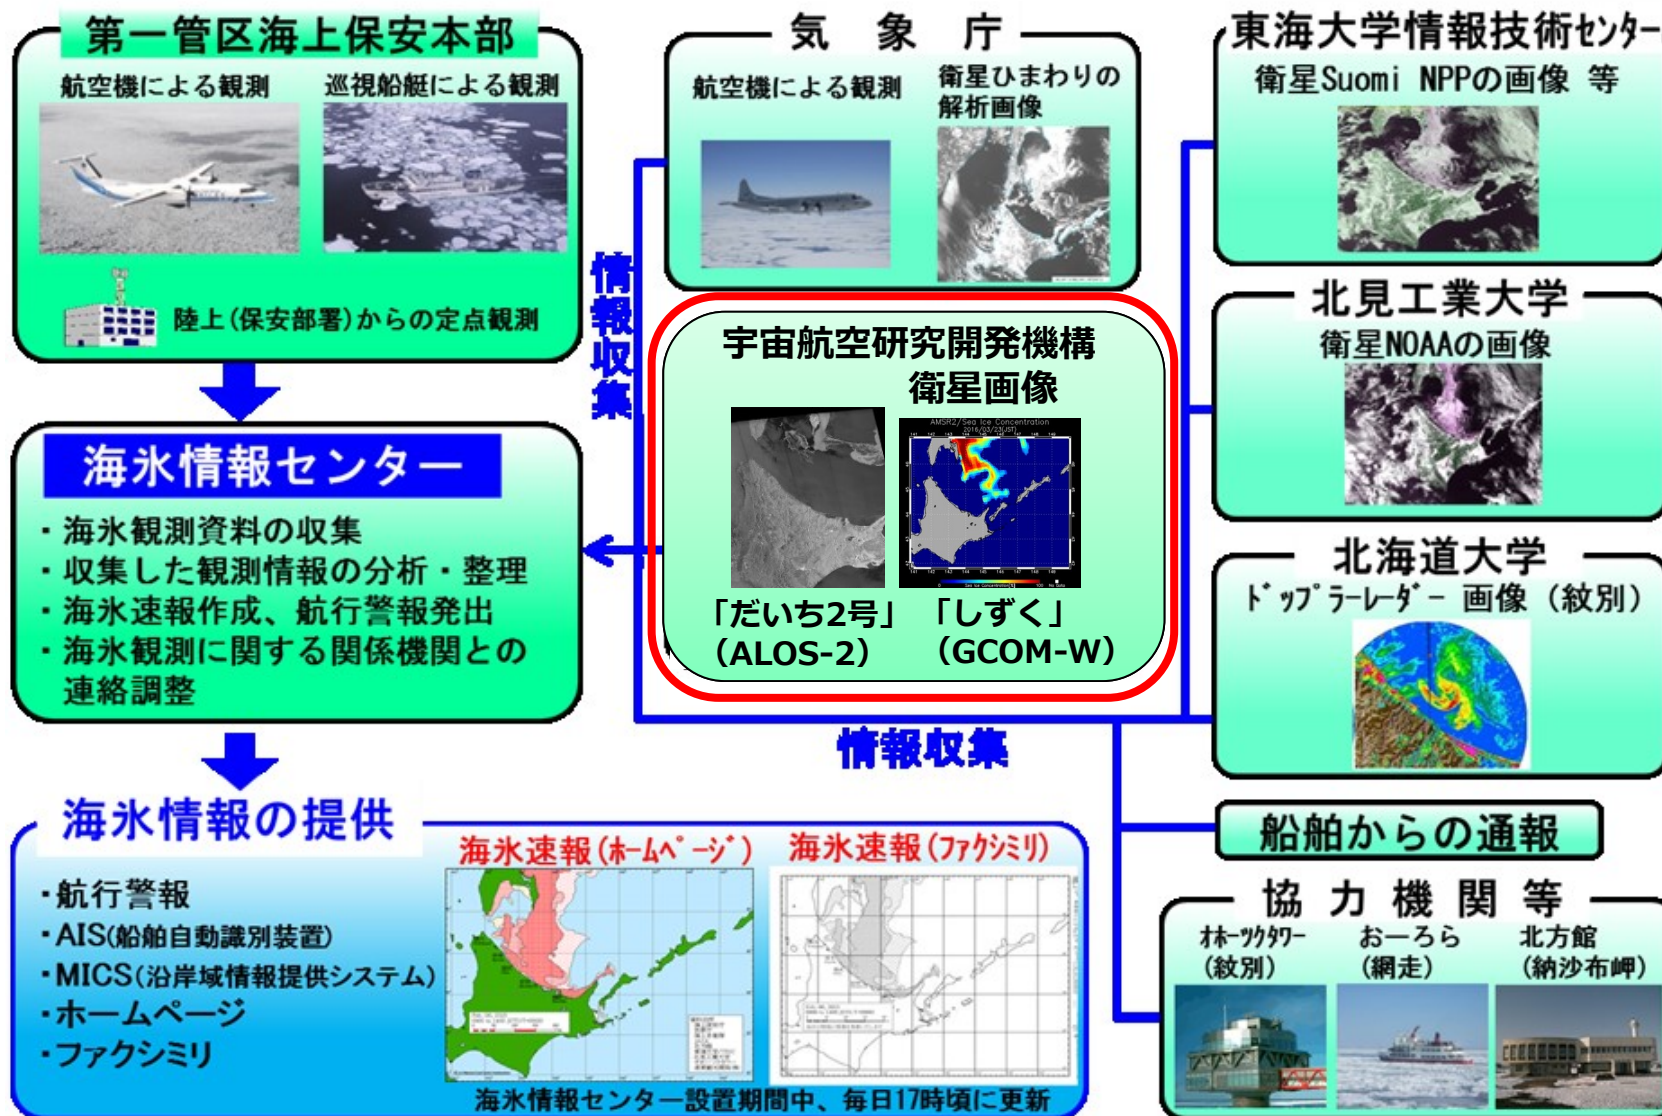 第一管区海上保安本部
航空機による観測
巡視船艇による観測
陸上(保安部署)からの定点観測
海氷情報センター
・海氷観測資料の収集
・収集した観測情報の分析・整理
・海氷速報作成、航行警報発出
・海氷観測に関する関係機関との
連絡調整
情報収集
気象庁
航空機による観測
衛星ひまわりの
解析画像
宇宙航空研究開発機構
衛星画像
AMSR2/Sea Ice Concentration
2016/03/23(JST)
「だいち2号」
(ALOS-2)
「しずく」
(GCOM-W)
情報収集
東海大学情報技術センター
衛星Suomi NPPの画像 等
北見工業大学
衛星NOAAの画像
北海道大学
ドップラーレーダー 画像(紋別)
船舶からの通報
協力機関等
オホーツクタワー
(紋別)
おーろら
(網走)
北方館
(納沙布岬)
海氷情報の提供
・航行警報
・AIS(船舶自動識別装置)
・MICS(沿岸域情報提供システム)
・ホームページ
・ファクシミリ
海氷速報(ホームページ)
海氷速報(ファクシミリ)
海氷情報センター設置期間中、毎日17時頃に更新